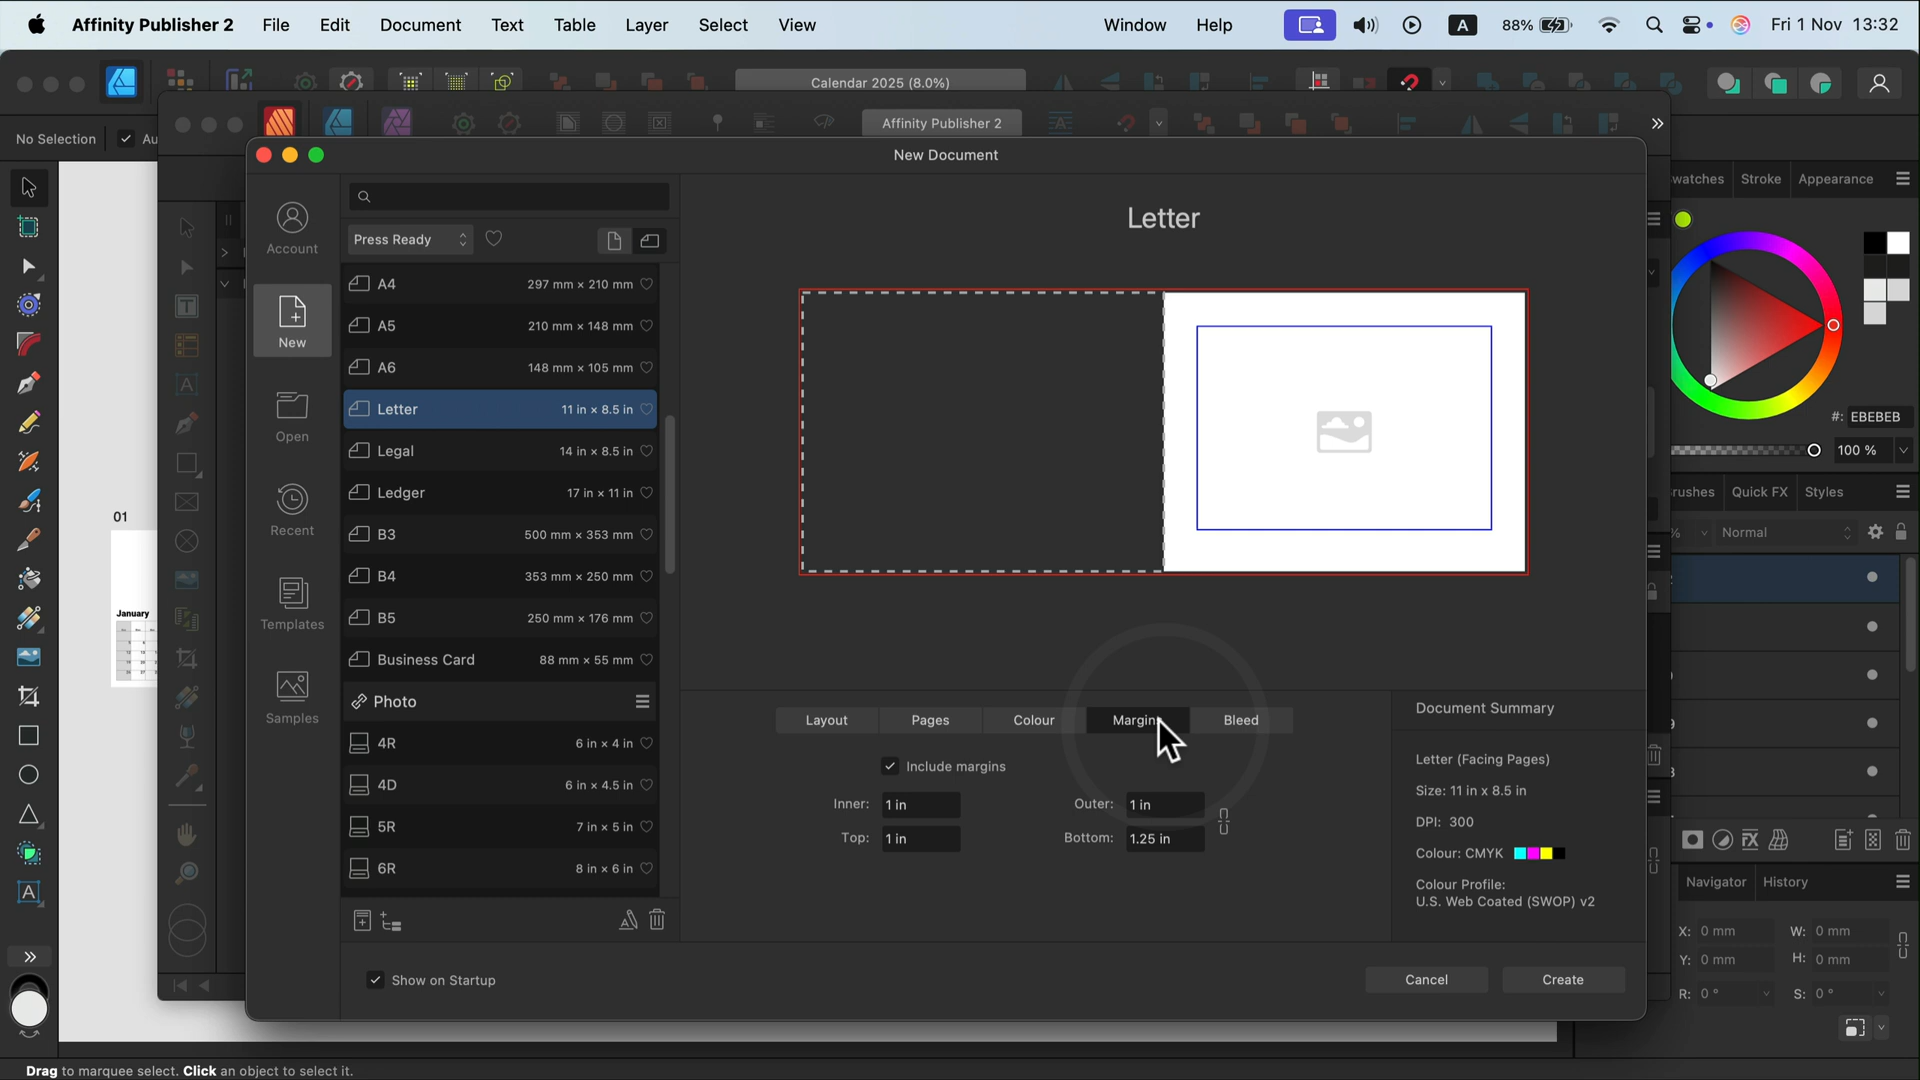 Affinity Publisher 2 File Edit Document Text Table Layer Select View Window Help A 88% Fri 1 Nov 13:32
Calendar 2025 (8.0%)
Affinity Publisher 2
No Selection Au
New Document
watches Stroke Appearance
Account
New
Open
Recent
Templates
Samples
Press Ready
A4 297 mm × 210 mm
A5 210 mm × 148 mm
A6 148 mm × 105 mm
Letter 11 in × 8.5 in
Legal 14 in × 8.5 in
Ledger 17 in × 11 in
B3 500 mm × 353 mm
B4 353 mm × 250 mm
B5 250 mm × 176 mm
Business Card 88 mm × 55 mm
Photo
4R 6 in × 4 in
4D 6 in × 4.5 in
5R 7 in × 5 in
6R 8 in × 6 in
Show on Startup
Letter
Layout Pages Colour Margin Bleed
Include margins
Inner: 1 in Outer: 1 in
Top: 1 in Bottom: 1.25 in
Document Summary
Letter (Facing Pages)
Size: 11 in x 8.5 in
DPI: 300
Colour: CMYK
Colour Profile:
U.S. Web Coated (SWOP) v2
Cancel Create
#: EBEBEB
100 %
rushes Quick FX Styles
% Normal
Navigator History
X: 0 mm W: 0 mm
Y: 0 mm H: 0 mm
R: 0 ° S: 0 °
01
January
Drag to marquee select. Click an object to select it.